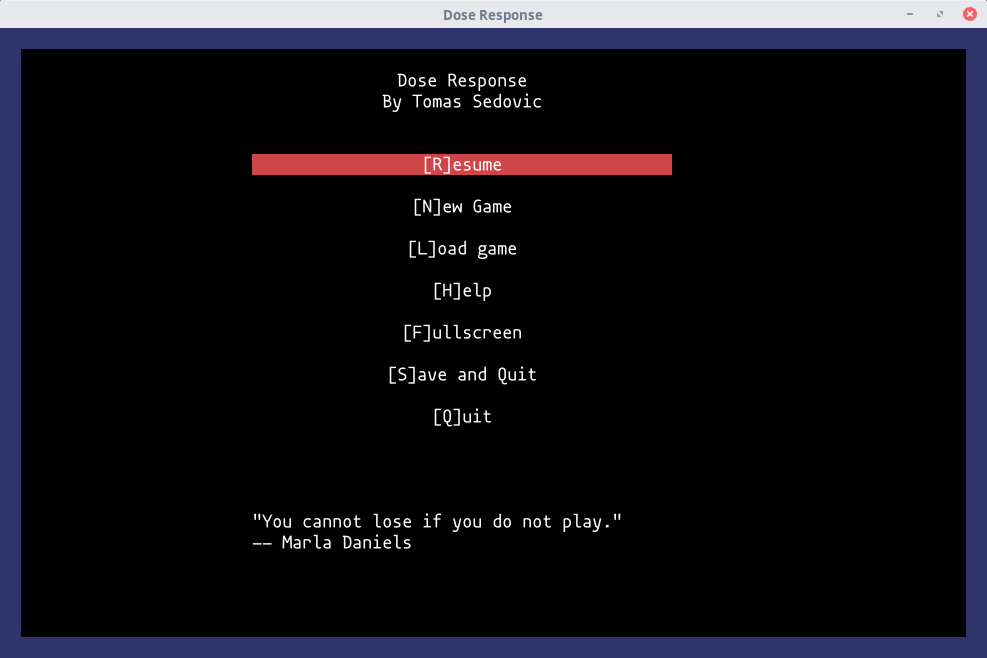 Dose Response
Dose Response
By Tomas Sedovic
[R]esume
[N]ew Game
[L]oad game
[H]elp
[F]ullscreen
[S]ave and Quit
[Q]uit
"You cannot lose if you do not play."
-- Marla Daniels